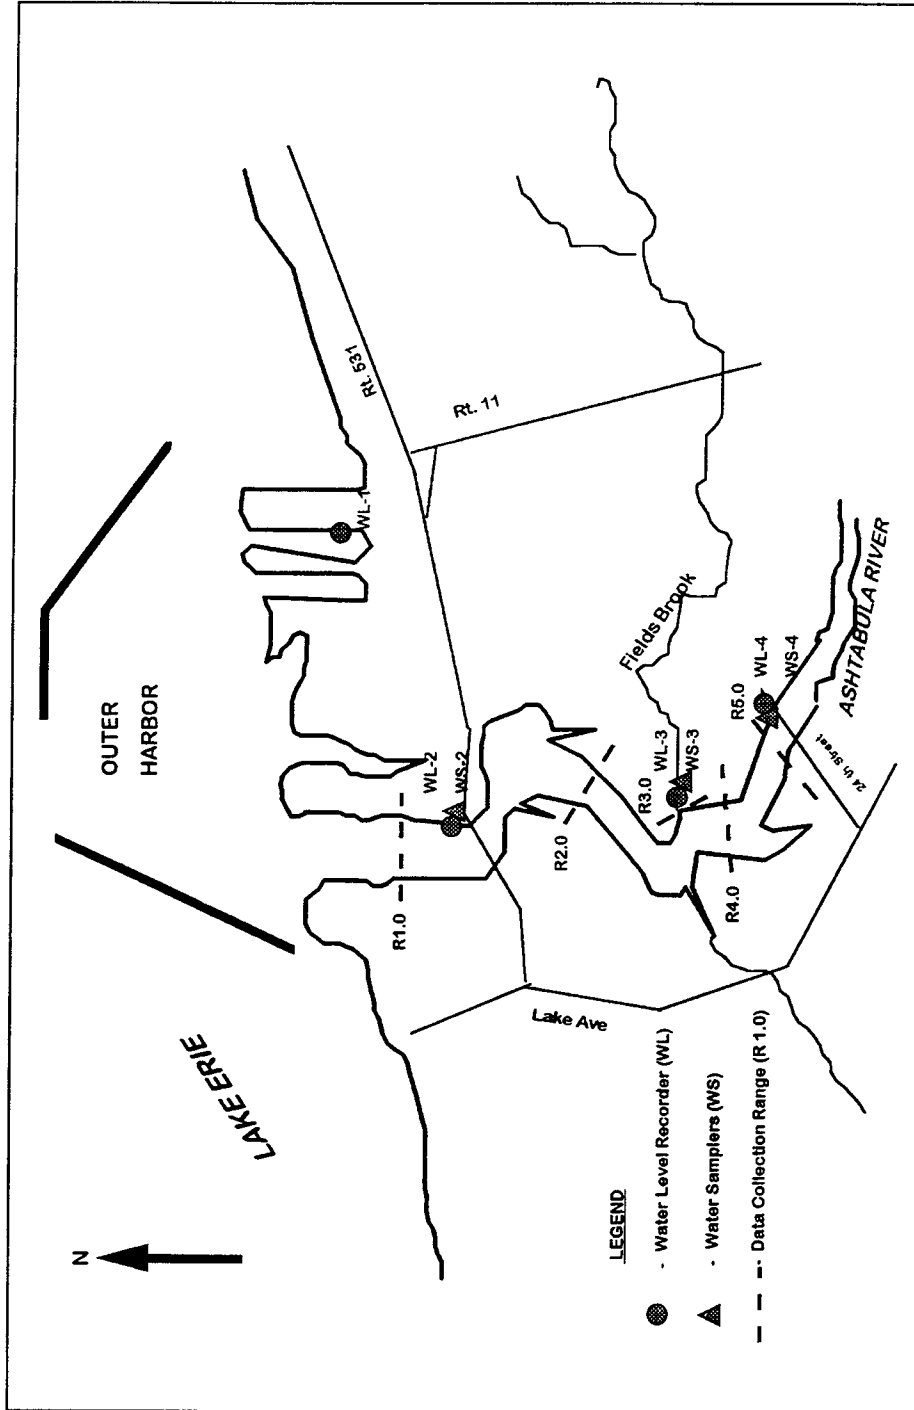 N
LAKE ERIE
OUTER
HARBOR
WL-1
Rt. 531
Rt. 11
WL-2
WS-2
R1.0
R2.0
Fields Brook
R3.0
WL-3
WS-3
R4.0
R5.0
WL-4
WS-4
24 th Street
ASHTABULA RIVER
Lake Ave
LEGEND
- Water Level Recorder (WL)
- Water Samplers (WS)
- Data Collection Range (R 1.0)